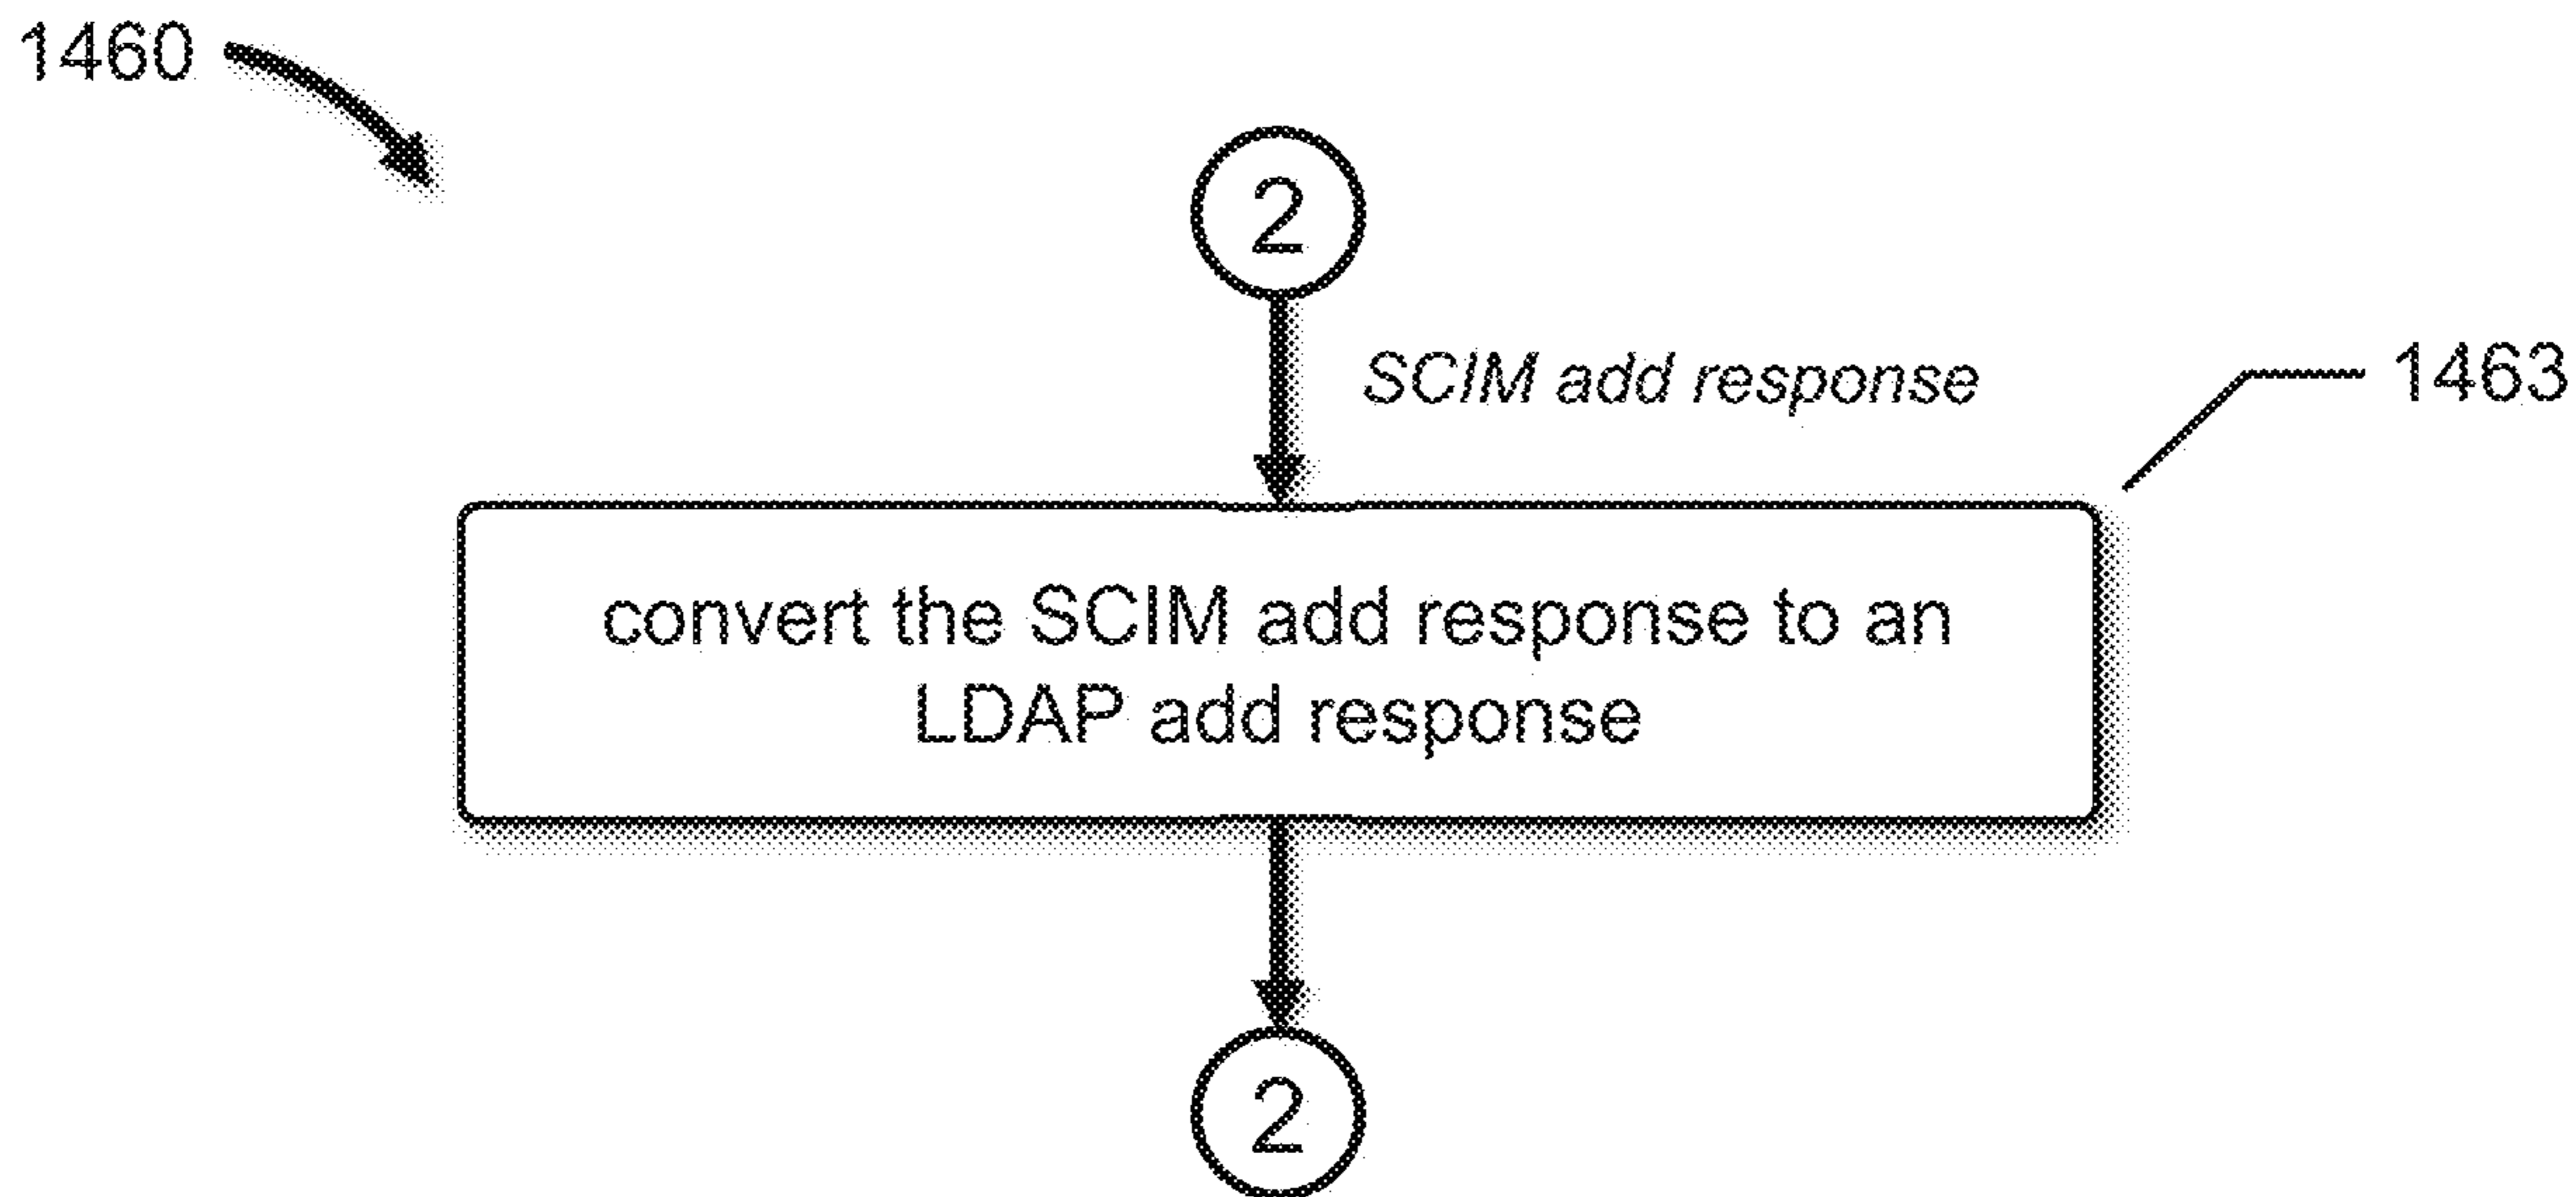 1460
2
SCIM add response
1463
convert the SCIM add response to an
LDAP add response
2